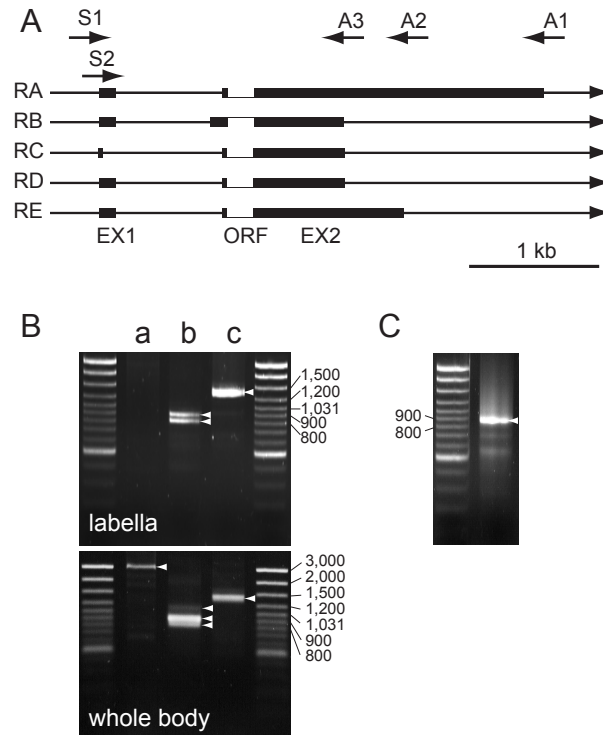 A
S1
A3
A2
A1
S2
RA
RB
RC
RD
RE
EX1
ORF
EX2
1 kb
B
a
b
c
1,500
1,200
1,031
900
800
labella
3,000
2,000
1,500
1,200
1,031
900
800
whole body
C
900
800